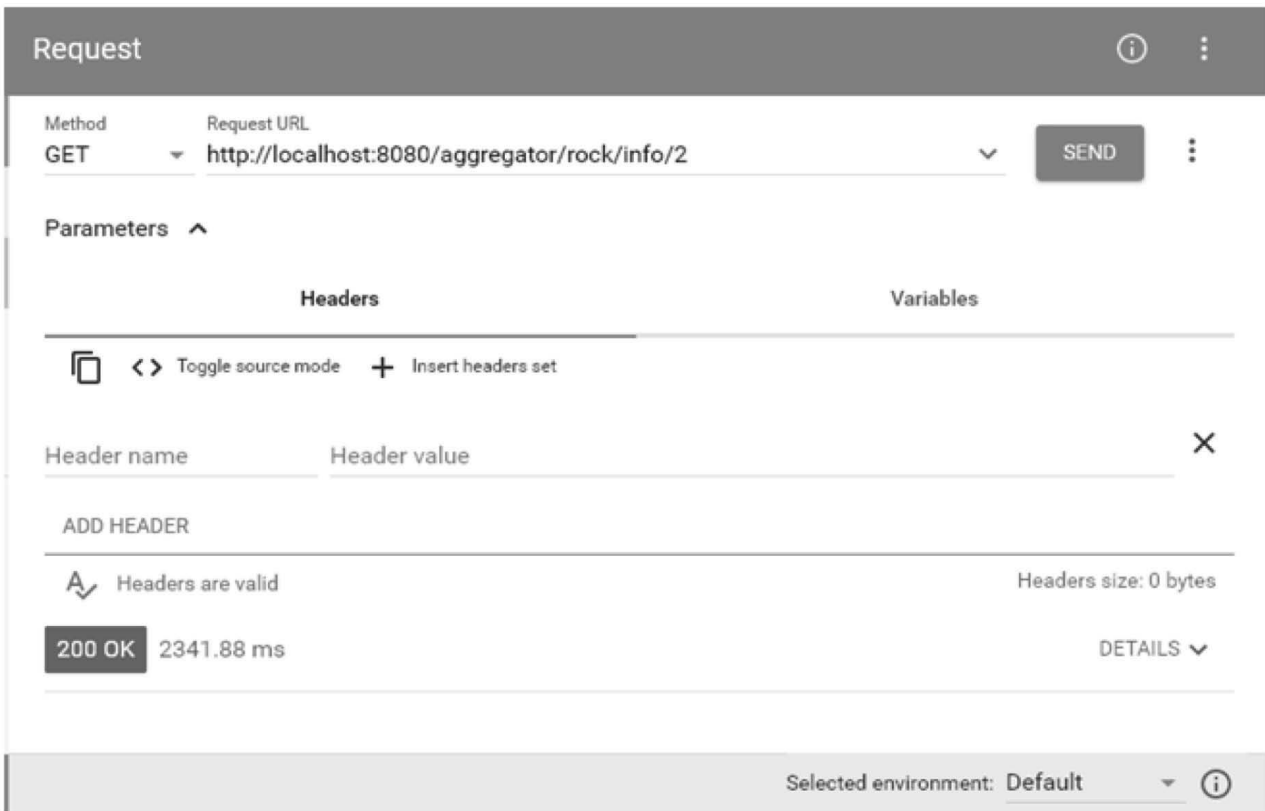 Request
Method Request URL
GET http://localhost:8080/aggregator/rock/info/2 SEND
Parameters
Headers Variables
Toggle source mode Insert headers set
Header name Header value
ADD HEADER
Headers are valid Headers size: 0 bytes
200 OK 2341.88 ms DETAILS
Selected environment: Default